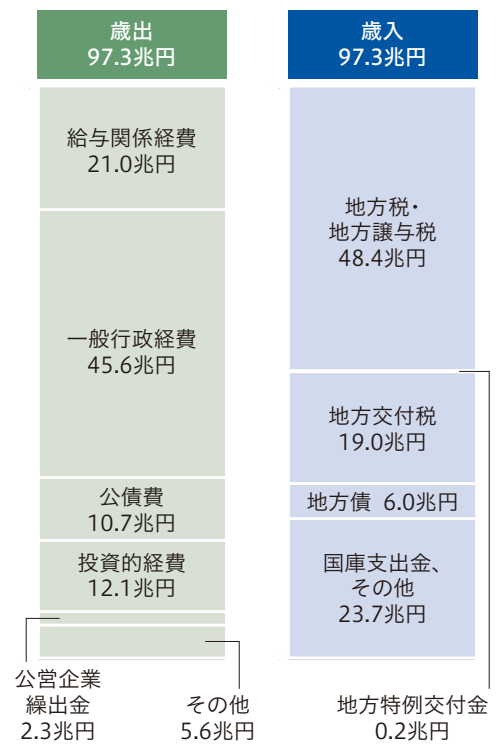 歳出
97.3兆円
給与関係経費
21.0兆円
一般行政経費
45.6兆円
公債費
10.7兆円
投資的経費
12.1兆円
公営企業
繰出金
2.3兆円
その他
5.6兆円
歳入
97.3兆円
地方税・
地方譲与税
48.4兆円
地方交付税
19.0兆円
地方債 6.0兆円
国庫支出金、
その他
23.7兆円
地方特例交付金
0.2兆円